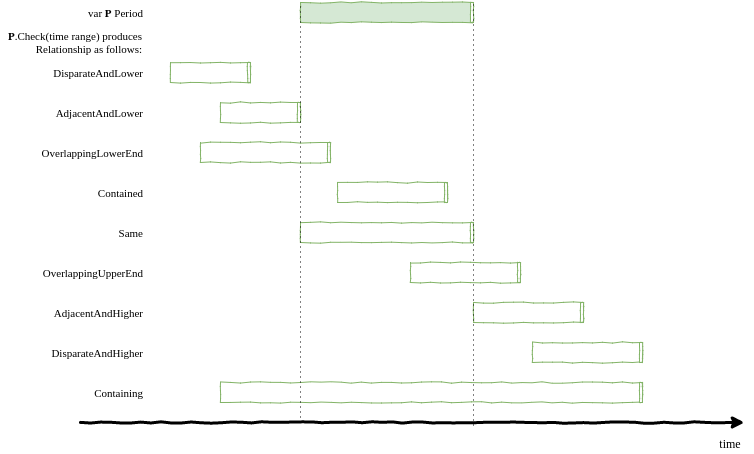 var P Period
P.Check(time range) produces
Relationship as follows:
DisparateAndLower
AdjacentAndLower
OverlappingLowerEnd
Contained
Same
OverlappingUpperEnd
AdjacentAndHigher
DisparateAndHigher
Containing
time